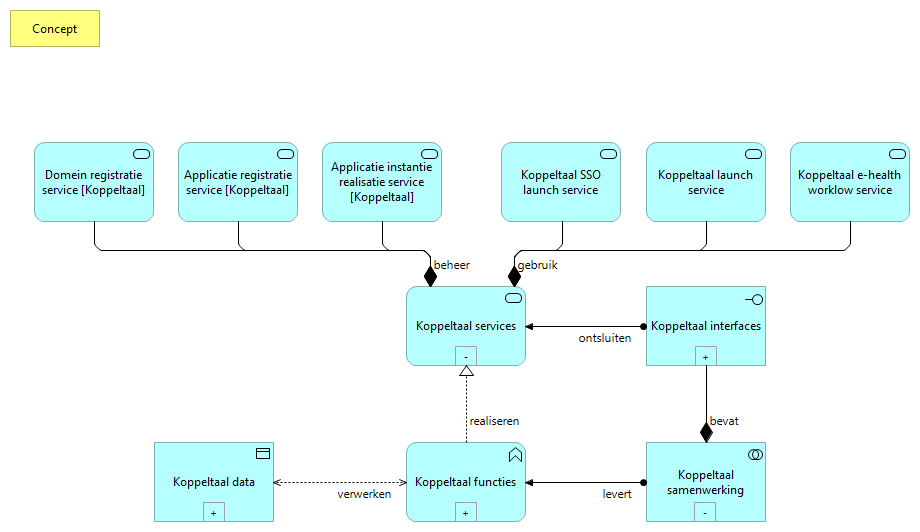 Concept
Domein registratie
service [Koppeltaal]
Applicatie registratie
service [Koppeltaal]
Applicatie instantie
realisatie service
[Koppeltaal]
Koppeltaal SSO
launch service
Koppeltaal launch
service
Koppeltaal e-health
worklow service
beheer
gebruik
Koppeltaal services
-
ontsluiten
Koppeltaal interfaces
+
realiseren
bevat
Koppeltaal data
+
verwerken
Koppeltaal functies
+
levert
Koppeltaal
samenwerking
-